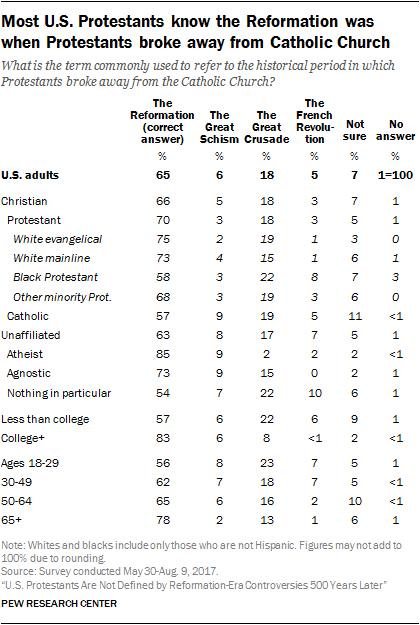 Most U.S. Protestants know the Reformation was
when Protestants broke away from Catholic Church
What is the term commonly used to refer to the historical period in which
Protestants broke away from the Catholic Church?
The Reformation (correct answer) The Great Schism The Great Crusade The French Revolu-tion Not sure No answer
% % % % % %
U.S. adults 65 6 18 5 7 1=100
Christian 66 5 18 3 7 1
Protestant 70 3 18 3 5 1
White evangelical 75 2 19 1 3 0
White mainline 73 4 15 1 6 1
Black Protestant 58 3 22 8 7 3
Other minority Prot. 68 3 19 3 6 0
Catholic 57 9 19 5 11 <1
Unaffiliated 63 8 17 7 5 1
Atheist 85 9 2 2 2 <1
Agnostic 73 9 15 0 2 1
Nothing in particular 54 7 22 10 6 1
Less than college 57 6 22 6 9 1
College+ 83 6 8 <1 2 <1
Ages 18-29 56 8 23 7 5 1
30-49 62 7 18 7 5 <1
50-64 65 6 16 2 10 <1
65+ 78 2 13 1 6 1
Note: Whites and blacks include only those who are not Hispanic. Figures may not add to
100% due to rounding.
Source: Survey conducted May 30-Aug. 9, 2017.
"U.S. Protestants Are Not Defined by Reformation-Era Controversies 500 Years Later"
PEW RESEARCH CENTER